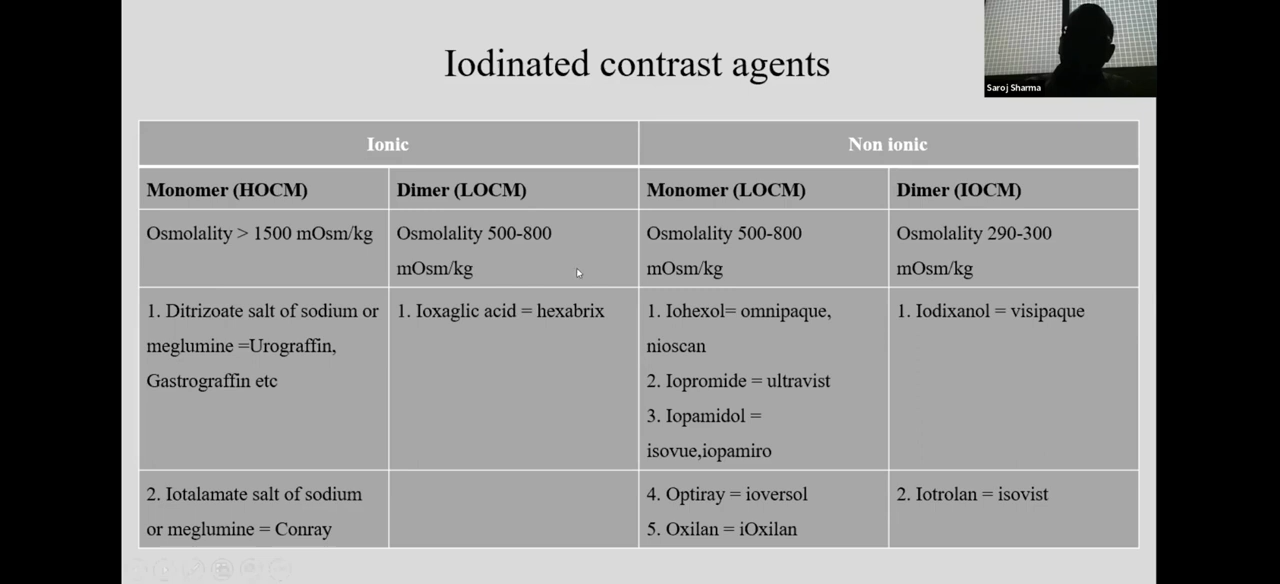 Iodinated contrast agents
Saroj Sharma
Ionic
Non ionic
Monomer (HOCM)
Dimer (LOCM)
Monomer (LOCM)
Dimer (IOCM)
Osmolality > 1500 mOsm/kg
Osmolality 500-800
mOsm/kg
Osmolality 500-800
mOsm/kg
Osmolality 290-300
mOsm/kg
1. Ditrizoate salt of sodium or
meglumine =Urograffin,
Gastrograffin etc
1. Ioxaglic acid = hexabrix
1. Iohexol= omnipaque,
nioscan
2. Iopromide = ultravist
3. Iopamidol =
isovue,iopamiro
1. Iodixanol = visipaque
2. Iotalamate salt of sodium
or meglumine = Conray
4. Optiray = ioversol
5. Oxilan = iOxilan
2. Iotrolan = isovist